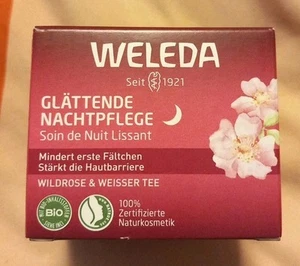 WELEDA
Seit 1921
GLÄTTENDE
NACHTPFLEGE
Soin de Nuit Lissant
Mindert erste Fältchen
Stärkt die Hautbarriere
WILDROSE & WEISSER TEE
BIO
100%
Zertifizierte
Naturkosmetik